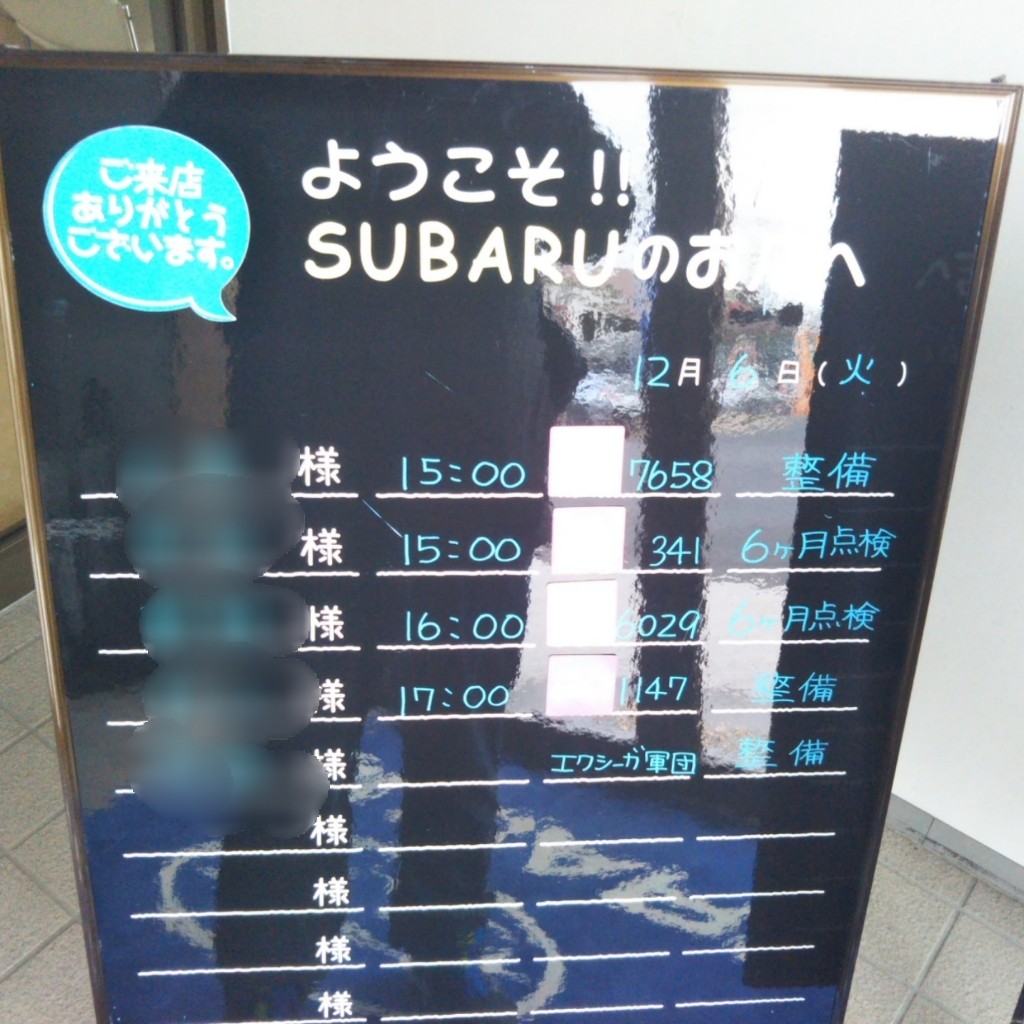 ご来店
ありがとう
ございます。
ようこそ!!
SUBARUのお店へ
12月 6日(火)
様 15:00 7658 整備
様 15:00 341 6ヶ月点検
様 16:00 6029 6ヶ月点検
様 17:00 1147 整備
様 エクシーガ軍団 整備
様
様
様
様